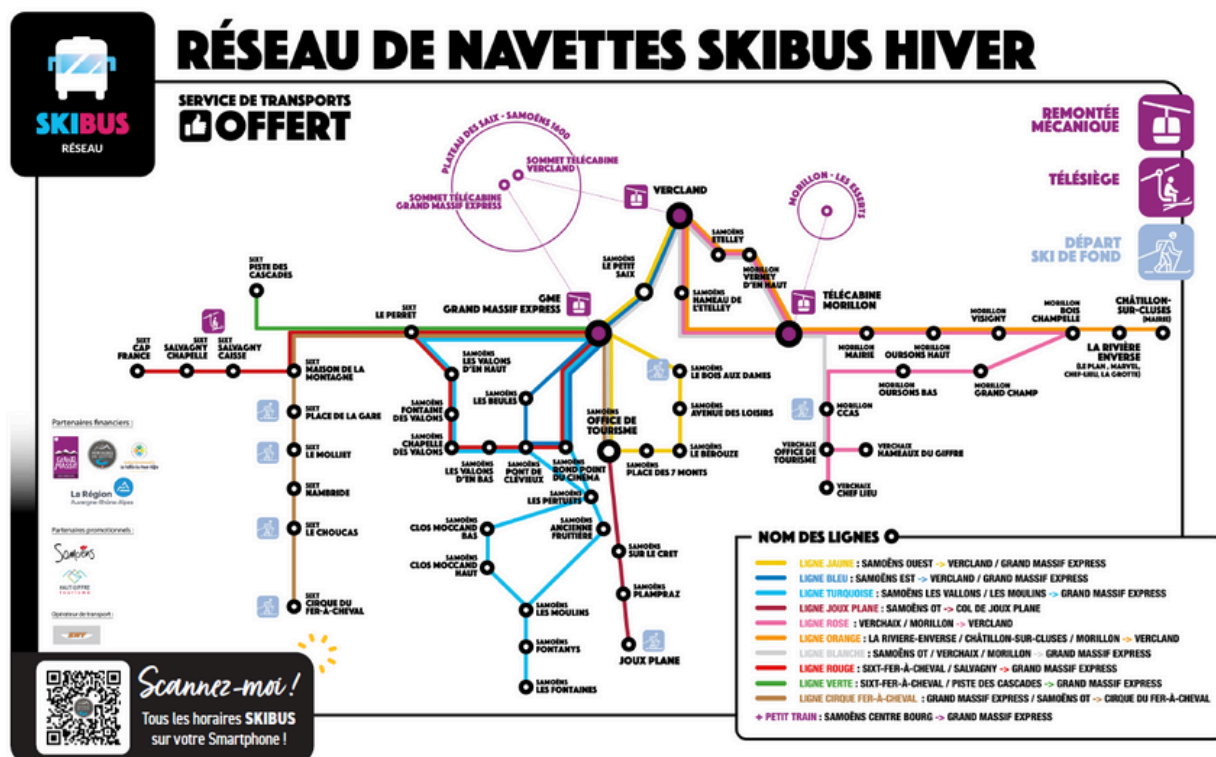 RÉSEAU DE NAVETTES SKIBUS HIVER
SKIBUS
RÉSEAU
SERVICE DE TRANSPORTS
OFFERT
PLATEAU DES SAIX - SAMOËNS 1600
SOMMET TÉLÉCABINE
VERCLAND
SOMMET TÉLÉCABINE
GRAND MASSIF EXPRESS
VERCLAND
MORILLON - LES ESSERTS
REMONTÉE
MÉCANIQUE
TÉLÉSIÈGE
DÉPART
SKI DE FOND
SIXT
PISTE DES
CASCADES
SIXT
LE PERRET
GME
GRAND MASSIF EXPRESS
SAMOËNS
LE PETIT
SAIX
SAMOËNS
ETELLEY
MORILLON
VERNEY
D'EN HAUT
SAMOËNS
HAMEAU DE
L'ETELLEY
TÉLÉCABINE
MORILLON
MORILLON
MAIRIE
MORILLON
OURSONS HAUT
MORILLON
VISIGNY
MORILLON
BOIS
CHAMPELLE
CHÂTILLON-
SUR-CLUSES
(MAIRIE)
LA RIVIÈRE
ENVERSE
(LE PLAN , MARVEL,
CHEF-LIEU, LA GROTTE)
SIXT
CAP
FRANCE
SIXT
SALVAGNY
CHAPELLE
SIXT
SALVAGNY
CAISSE
SIXT
MAISON DE LA
MONTAGNE
SIXT
PLACE DE LA GARE
SIXT
LE MOLLIET
SIXT
NAMBRIDE
SIXT
LE CHOUCAS
SIXT
CIRQUE DU
FER-À-CHEVAL
SAMOËNS
LES VALLONS
D'EN HAUT
SAMOËNS
FONTAINE
DES VALONS
SAMOËNS
CHAPELLE
DES VALONS
SAMOËNS
LES VALONS
D'EN BAS
SAMOËNS
LES BEULES
SAMOËNS
PONT DE
CLÉVIEUX
SAMOËNS
ROND POINT
DU CINEMA
SAMOËNS
OFFICE DE
TOURISME
SAMOËNS
LE BOIS AUX DAMES
SAMOËNS
AVENUE DES LOISIRS
SAMOËNS
LE BÉROUZE
SAMOËNS
PLACE DES 7 MONTS
SAMOËNS
LES PERTUETS
SAMOËNS
CLOS MOCCAND
BAS
SAMOËNS
CLOS MOCCAND
HAUT
SAMOËNS
ANCIENNE
FRUITIÈRE
SAMOËNS
LES MOULINS
SAMOËNS
FONTANYS
SAMOËNS
LES FONTAINES
SAMOËNS
SUR LE CRET
SAMOËNS
PLAMPRAZ
JOUX PLANE
MORILLON
OURSONS BAS
MORILLON
GRAND CHAMP
MORILLON
CCAS
VERCHAIX
OFFICE DE
TOURISME
VERCHAIX
HAMEAUX DU GIFFRE
VERCHAIX
CHEF LIEU
Partenaires financiers :
GRAND
MASSIF
La Région
Auvergne-Rhône-Alpes
Partenaires promotionnels :
Samoëns
HAUT-GIFFRE
TOURISME
Opérateur de transport :
Scannez-moi !
Tous les horaires SKIBUS
sur votre Smartphone !
NOM DES LIGNES
LIGNE JAUNE : SAMOËNS OUEST -> VERCLAND / GRAND MASSIF EXPRESS
LIGNE BLEU : SAMOËNS EST -> VERCLAND / GRAND MASSIF EXPRESS
LIGNE TURQUOISE : SAMOËNS LES VALLONS / LES MOULINS -> GRAND MASSIF EXPRESS
LIGNE JOUX PLANE : SAMOËNS OT -> COL DE JOUX PLANE
LIGNE ROSE : VERCHAIX / MORILLON -> VERCLAND
LIGNE ORANGE : LA RIVIERE-ENVERSE / CHÂTILLON-SUR-CLUSES / MORILLON -> VERCLAND
LIGNE BLANCHE : SAMOËNS OT / VERCHAIX / MORILLON -> GRAND MASSIF EXPRESS
LIGNE ROUGE : SIXT-FER-À-CHEVAL / SALVAGNY -> GRAND MASSIF EXPRESS
LIGNE VERTE : SIXT-FER-À-CHEVAL / PISTE DES CASCADES -> GRAND MASSIF EXPRESS
LIGNE CIRQUE FER-À-CHEVAL : GRAND MASSIF EXPRESS / SAMOËNS OT -> CIRQUE DU FER-À-CHEVAL
+ PETIT TRAIN : SAMOËNS CENTRE BOURG -> GRAND MASSIF EXPRESS